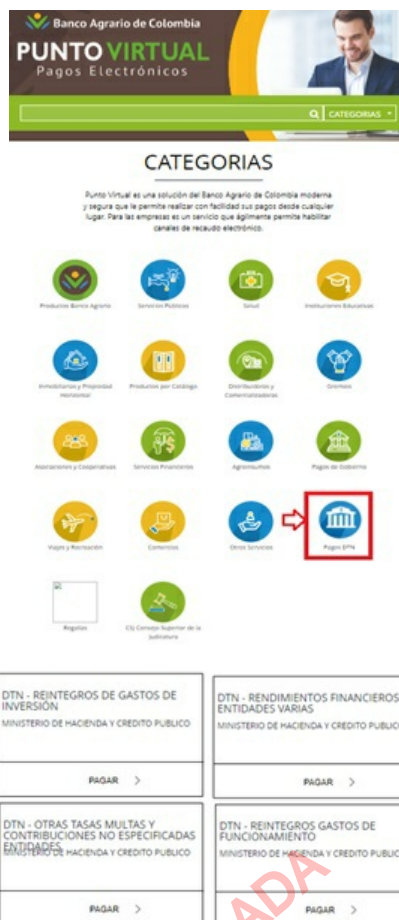 Banco Agrario de Colombia
PUNTO VIRTUAL
Pagos Electrónicos
CATEGORIAS
CATEGORIAS
Punto Virtual es una solución del Banco Agrario de Colombia moderna
y segura que le permite realizar con facilidad sus pagos desde cualquier
lugar. Para las empresas es un servicio que ágilmente permite habilitar
canales de recaudo electrónico.
Productos Banco Agrario
Servicios Públicos
Salud
Instituciones Educativas
Inmobiliarias y Propiedad
Horizontal
Productos por Catálogo
Distribuidores y
Comercializadoras
Gremios
Asociaciones y Cooperativas
Servicios Financieros
Agroinsumos
Pagos de Gobierno
Viajes y Recreación
Comercios
Otros Servicios
Pagos DTN
Regalías
CSJ Consejo Superior de la
Judicatura
DTN - REINTEGROS DE GASTOS DE
INVERSIÓN
MINISTERIO DE HACIENDA Y CREDITO PUBLICO
PAGAR >
DTN - RENDIMIENTOS FINANCIEROS
ENTIDADES VARIAS
MINISTERIO DE HACIENDA Y CREDITO PUBLIC
PAGAR >
DTN - OTRAS TASAS MULTAS Y
CONTRIBUCIONES NO ESPECIFICADAS
ENTIDADES
MINISTERIO DE HACIENDA Y CREDITO PUBLICO
PAGAR >
DTN - REINTEGROS GASTOS DE
FUNCIONAMIENTO
MINISTERIO DE HACIENDA Y CREDITO PUBLIC
PAGAR >
ADA